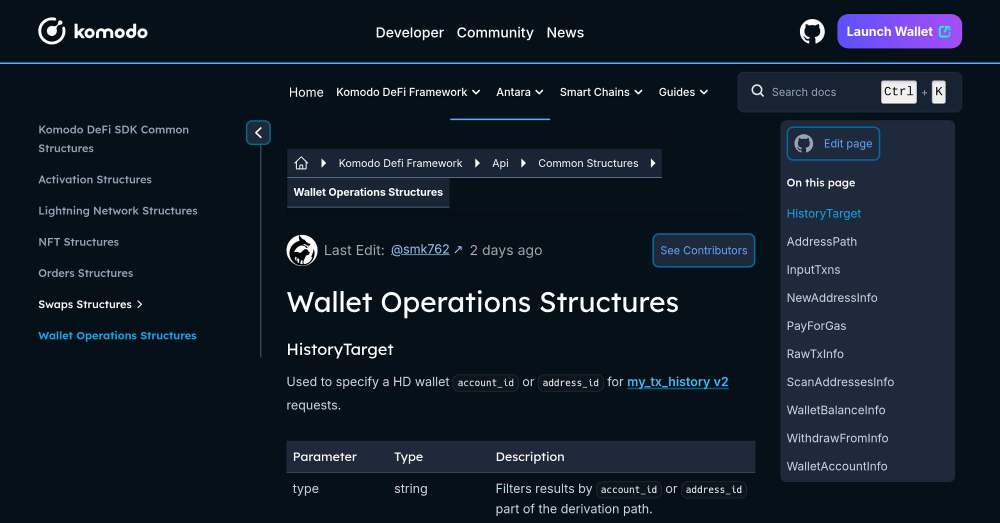 komodo
Developer Community News
Launch Wallet
Home Komodo DeFi Framework Antara Smart Chains Guides
Search docs Ctrl + K
Komodo DeFi SDK Common
Structures
Activation Structures
Lightning Network Structures
NFT Structures
Orders Structures
Swaps Structures
Wallet Operations Structures
Komodo Defi Framework Api Common Structures
Wallet Operations Structures
Last Edit: @smk762 ↗ 2 days ago
See Contributors
Wallet Operations Structures
HistoryTarget
Used to specify a HD wallet account_id or address_id for my_tx_history v2
requests.
Parameter Type Description
type string Filters results by account_id or address_id
part of the derivation path.
Edit page
On this page
HistoryTarget
AddressPath
InputTxns
NewAddressInfo
PayForGas
RawTxInfo
ScanAddressesInfo
WalletBalanceInfo
WithdrawFromInfo
WalletAccountInfo